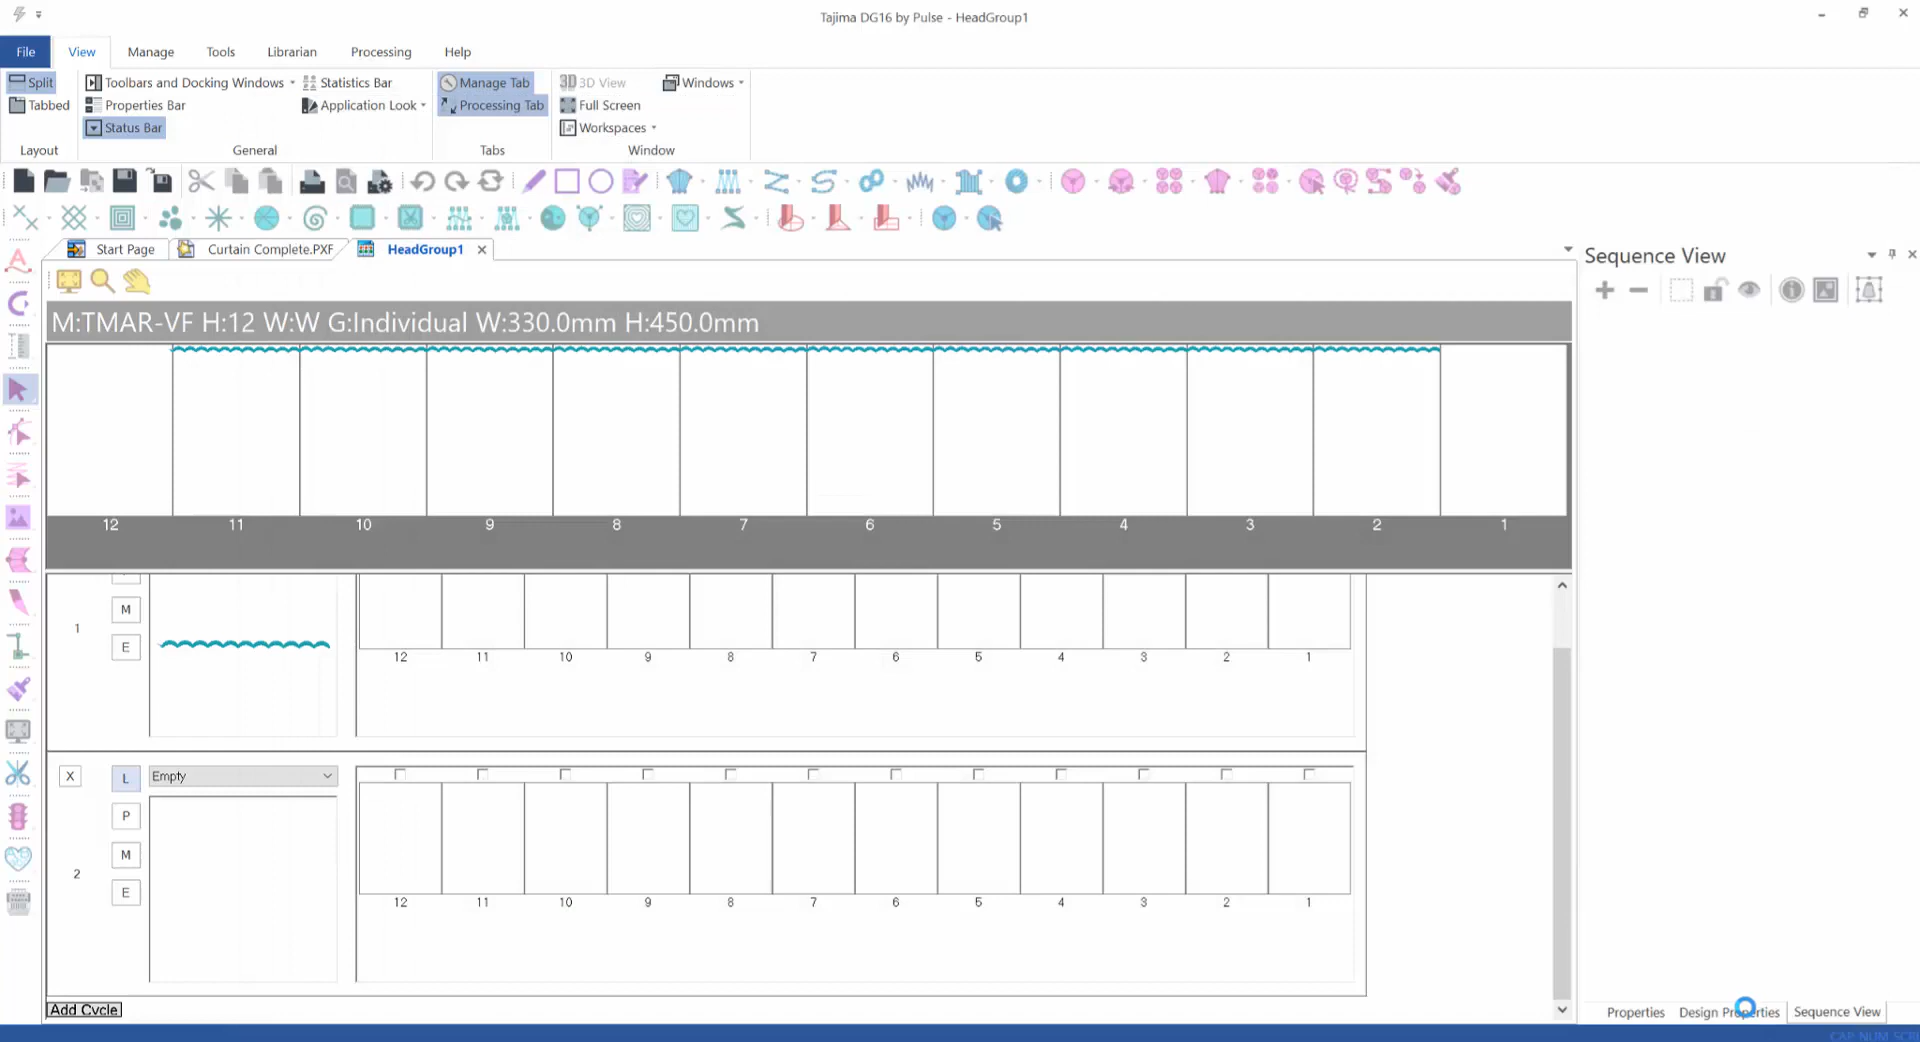 Tajima DG16 by Pulse - HeadGroup1
File View Manage Tools Librarian Processing Help
Split Toolbars and Docking Windows Statistics Bar Manage Tab 3D 3D View Windows
Tabbed Properties Bar Application Look Processing Tab Full Screen
Status Bar Workspaces
Layout General Tabs Window
Start Page Curtain Complete.PXF HeadGroup1
Sequence View
M:TMAR-VF H:12 W:W G:Individual W:330.0mm H:450.0mm
12 11 10 9 8 7 6 5 4 3 2 1
M
1
E
12 11 10 9 8 7 6 5 4 3 2 1
X L Empty
P
M
2
E
12 11 10 9 8 7 6 5 4 3 2 1
Add Cycle
Properties Design Properties Sequence View
CAP NUM SCRL